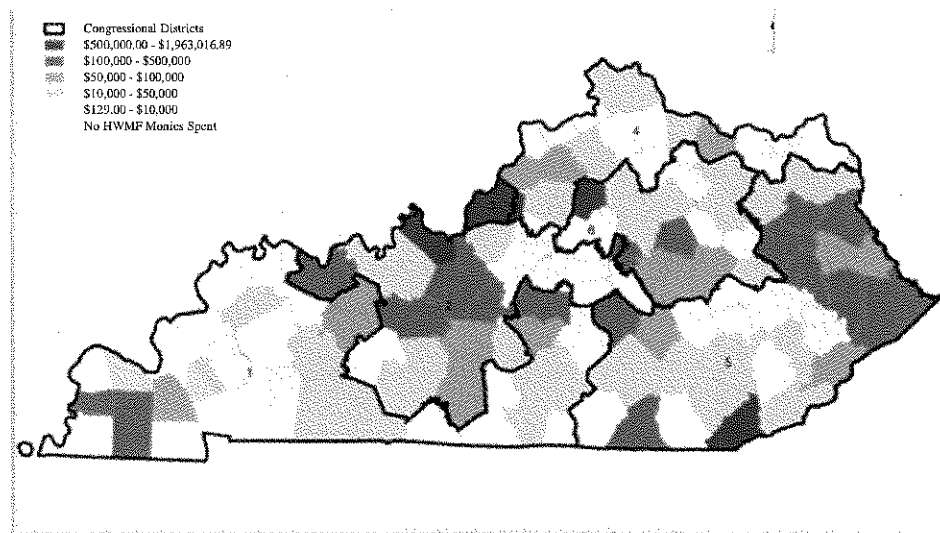 Congressional Districts
$500,000.00 - $1,963,016.89
$100,000 - $500,000
$50,000 - $100,000
$10,000 - $50,000
$129.00 - $10,000
No HWMF Monies Spent
4
6
1
5